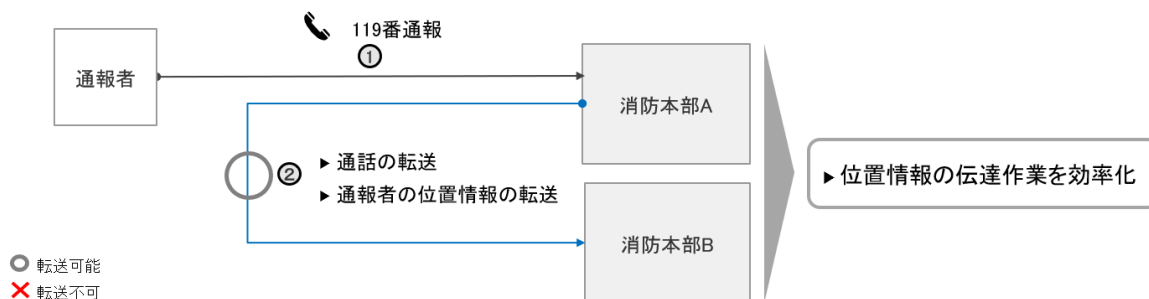 119番通報
①
通報者
消防本部A
②
▶ 通話の転送
▶ 通報者の位置情報の転送
▶ 位置情報の伝達作業を効率化
消防本部B
転送可能
転送不可